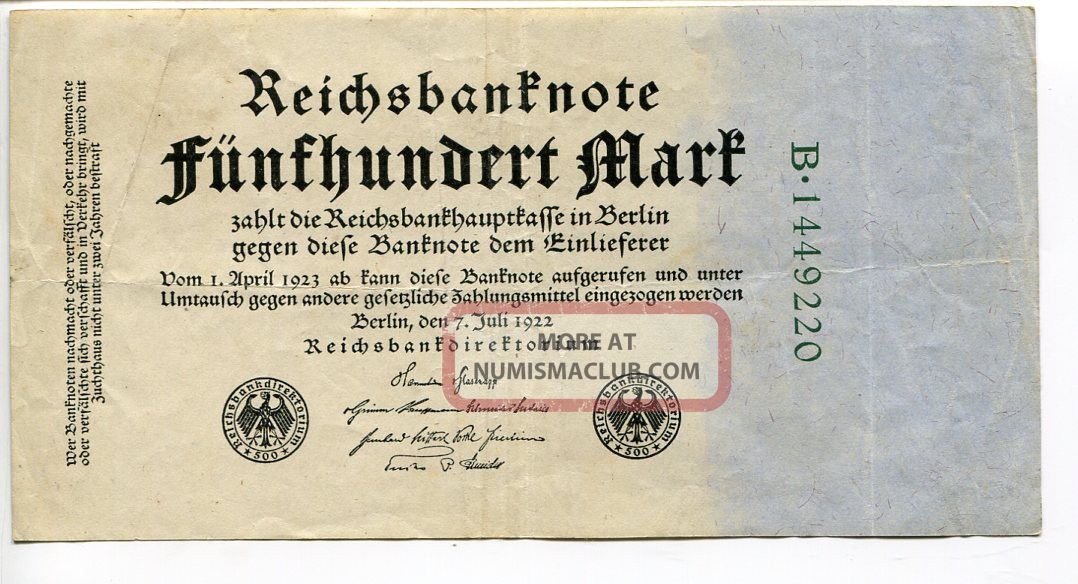 Reichsbanknote
Fünfhundert Mark
zahlt die Reichsbankhauptkasse in Berlin
gegen diese Banknote dem Einlieferer
Vom 1. April 1923 ab kann diese Banknote aufgerufen und unter
Umtausch gegen andere gesetzliche Zahlungsmittel eingezogen werden
Berlin, den 7. Juli 1922
Reichsbankdirektorium
Wer Banknoten nachmacht oder verfälscht, oder nachgemachte
oder verfälschte sich verschafft und in Verkehr bringt, wird mit
Zuchthaus nicht unter zwei Jahren bestraft
B·1449220
Reichsbankdirektorium
500
Reichsbankdirektorium
500
MORE AT
NUMISMACLUB.COM